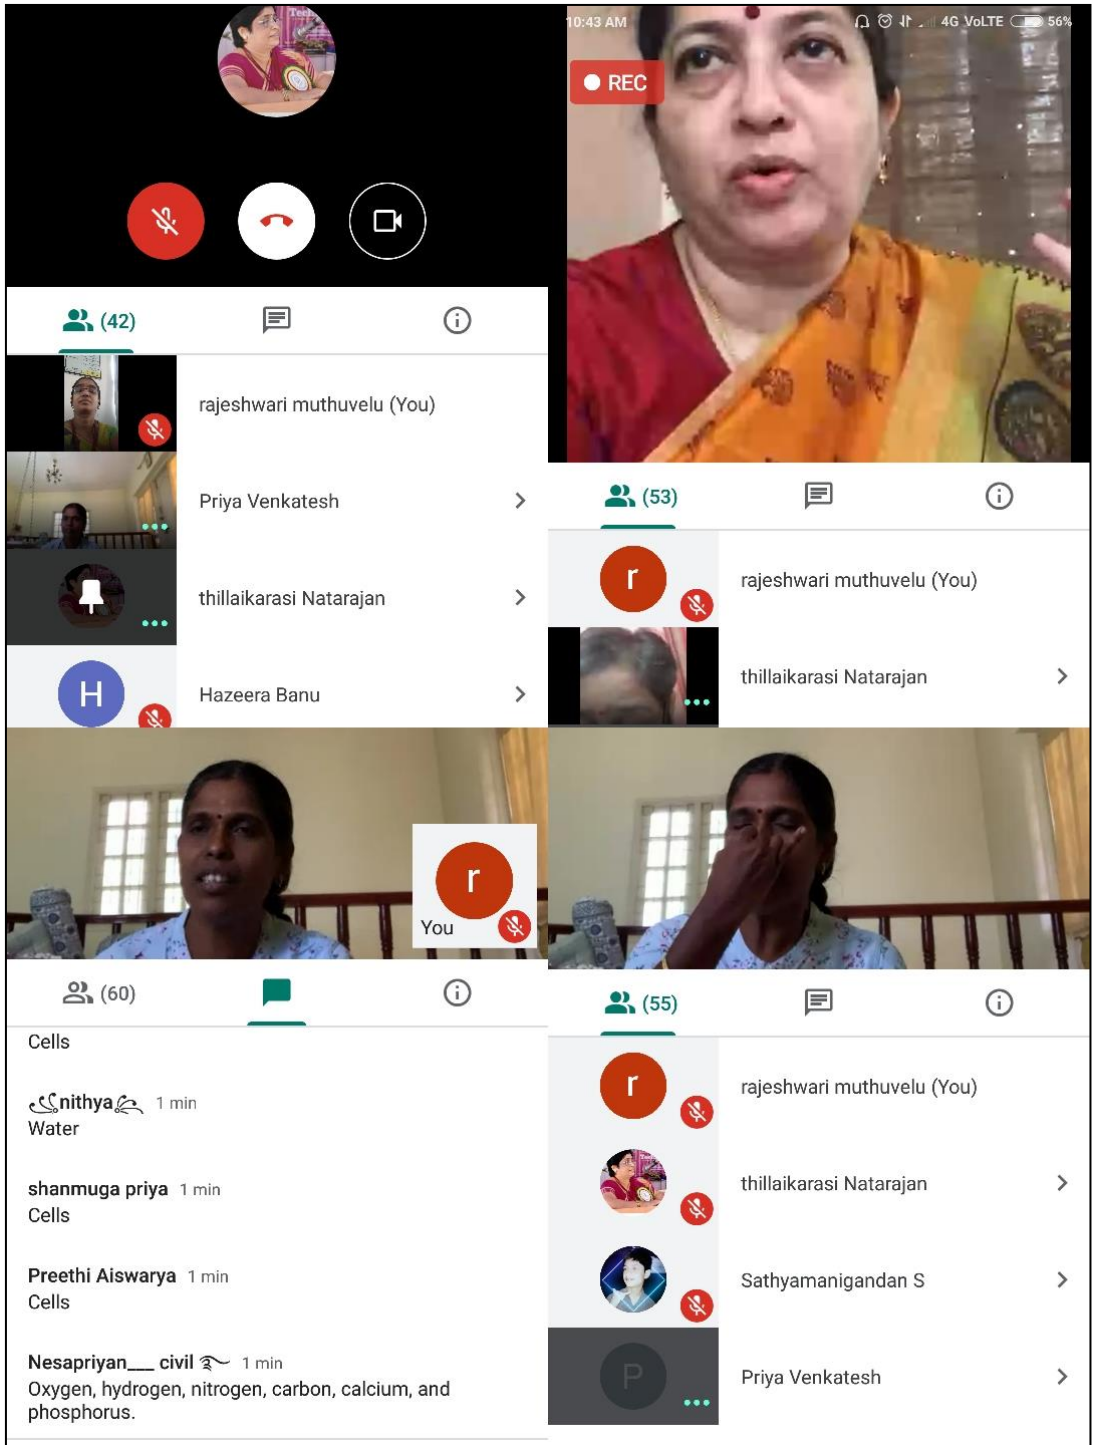 Tech
(42)
rajeshwari muthuvelu (You)
Priya Venkatesh
thillaikarasi Natarajan
H
Hazeera Banu
10:43 AM
4G VoLTE 56%
REC
(53)
r
rajeshwari muthuvelu (You)
thillaikarasi Natarajan
r
You
(60)
Cells
nithya 1 min
Water
shanmuga priya 1 min
Cells
Preethi Aiswarya 1 min
Cells
Nesapriyan___ civil 1 min
Oxygen, hydrogen, nitrogen, carbon, calcium, and
phosphorus.
(55)
r
rajeshwari muthuvelu (You)
thillaikarasi Natarajan
Sathyamanigandan S
P
Priya Venkatesh